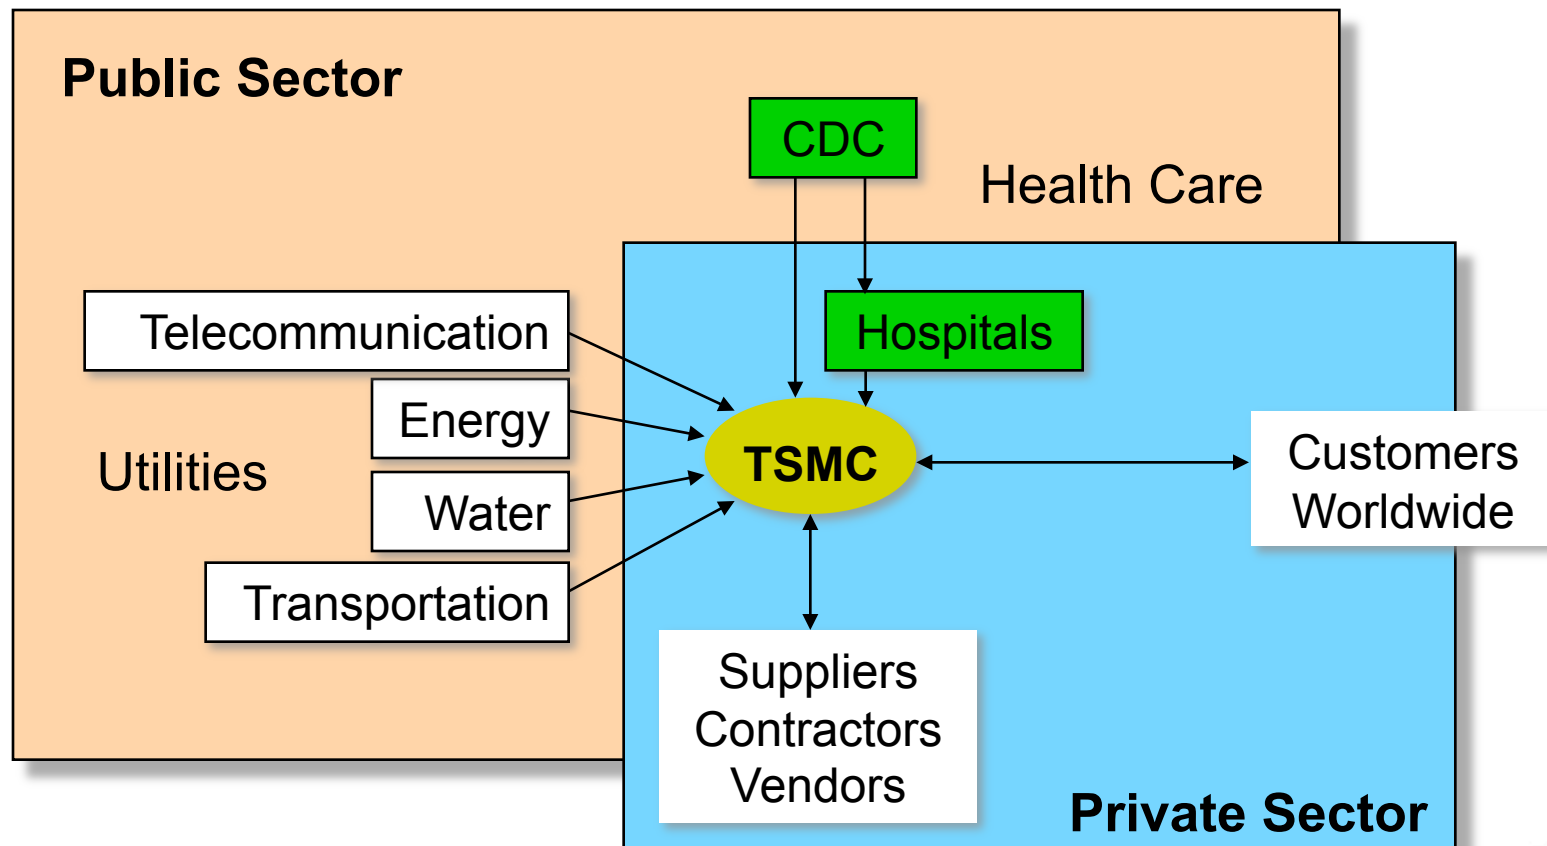 Public Sector
CDC
Health Care
Telecommunication
Hospitals
Energy
Utilities
Water
Transportation
TSMC
Customers
Worldwide
Suppliers
Contractors
Vendors
Private Sector